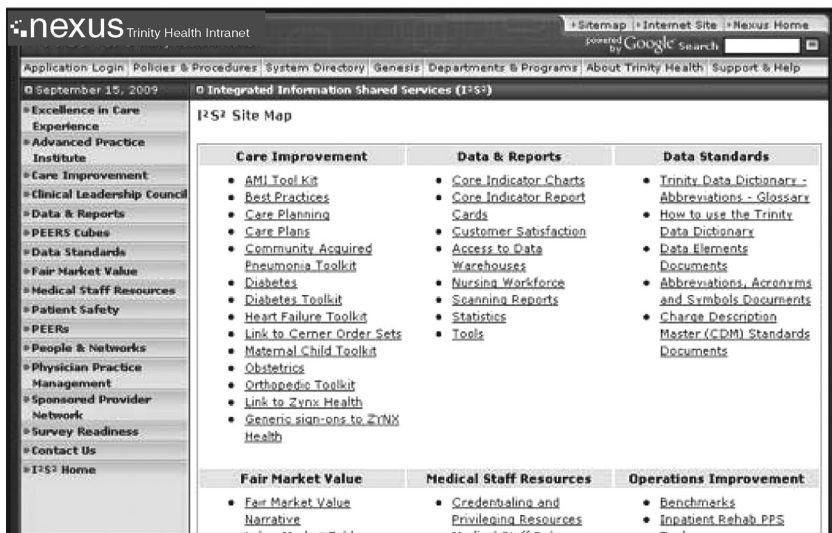 nexus Trinity Health Intranet
Sitemap Internet Site Nexus Home
powered by Google Search
Application Login Policies & Procedures System Directory Genesis Departments & Programs About Trinity Health Support & Help
September 15, 2009
Integrated Information Shared Services (I²S²)
Excellence in Care
Experience
Advanced Practice
Institute
Care Improvement
Clinical Leadership Council
Data & Reports
PEERS Cubes
Data Standards
Fair Market Value
Medical Staff Resources
Patient Safety
PEERs
People & Networks
Physician Practice
Management
Sponsored Provider
Network
Survey Readiness
Contact Us
I²S² Home
I²S² Site Map
Care Improvement
AMI Tool Kit
Best Practices
Care Planning
Care Plans
Community Acquired
Pneumonia Toolkit
Diabetes
Diabetes Toolkit
Heart Failure Toolkit
Link to Cerner Order Sets
Maternal Child Toolkit
Obstetrics
Orthopedic Toolkit
Link to Zynx Health
Generic sign-ons to ZYNX
Health
Data & Reports
Core Indicator Charts
Core Indicator Report
Cards
Customer Satisfaction
Access to Data
Warehouses
Nursing Workforce
Scanning Reports
Statistics
Tools
Data Standards
Trinity Data Dictionary -
Abbreviations - Glossary
How to use the Trinity
Data Dictionary
Data Elements
Documents
Abbreviations, Acronyms
and Symbols Documents
Charge Description
Master (CDM) Standards
Documents
Fair Market Value
Fair Market Value
Narrative
Medical Staff Resources
Credentialing and
Privileging Resources
Operations Improvement
Benchmarks
Inpatient Rehab PPS